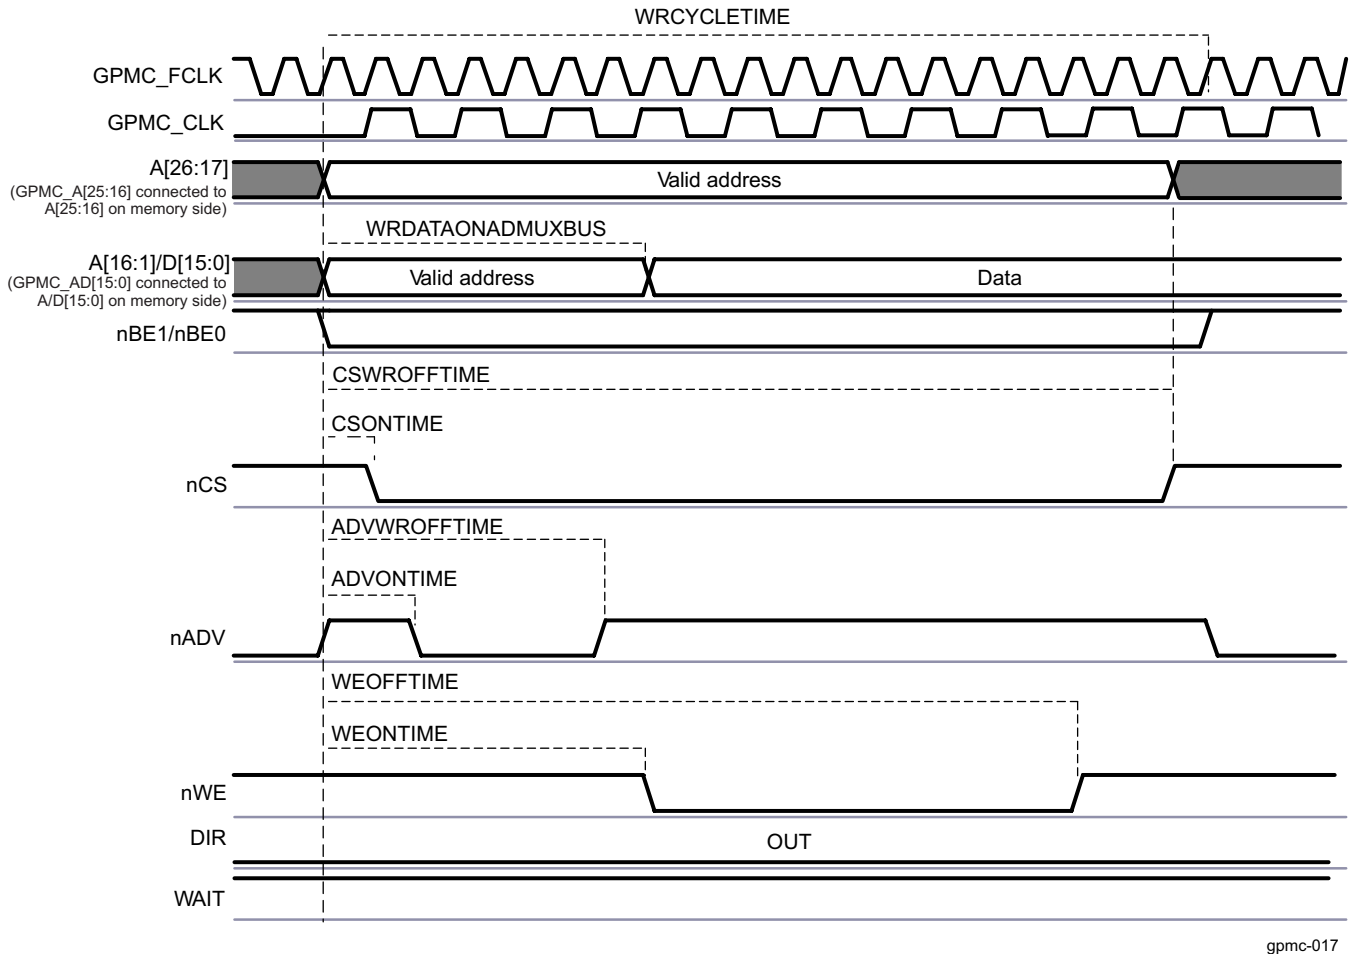 WRCYCLETIME
GPMC_FCLK
GPMC_CLK
A[26:17]
(GPMC_A[25:16] connected to
A[25:16] on memory side)
Valid address
WRDATAONADMUXBUS
A[16:1]/D[15:0]
(GPMC_AD[15:0] connected to
A/D[15:0] on memory side)
Valid address
Data
nBE1/nBE0
CSWROFFTIME
CSONTIME
nCS
ADVWROFFTIME
ADVONTIME
nADV
WEOFFTIME
WEONTIME
nWE
DIR
OUT
WAIT
gpmc-017